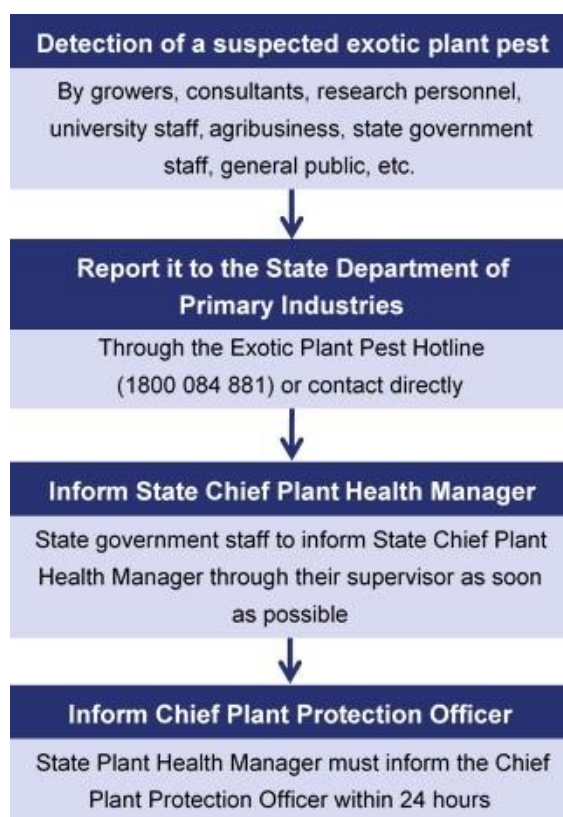 Detection of a suspected exotic plant pest
By growers, consultants, research personnel,
university staff, agribusiness, state government
staff, general public, etc.
Report it to the State Department of
Primary Industries
Through the Exotic Plant Pest Hotline
(1800 084 881) or contact directly
Inform State Chief Plant Health Manager
State government staff to inform State Chief Plant
Health Manager through their supervisor as soon
as possible
Inform Chief Plant Protection Officer
State Plant Health Manager must inform the Chief
Plant Protection Officer within 24 hours